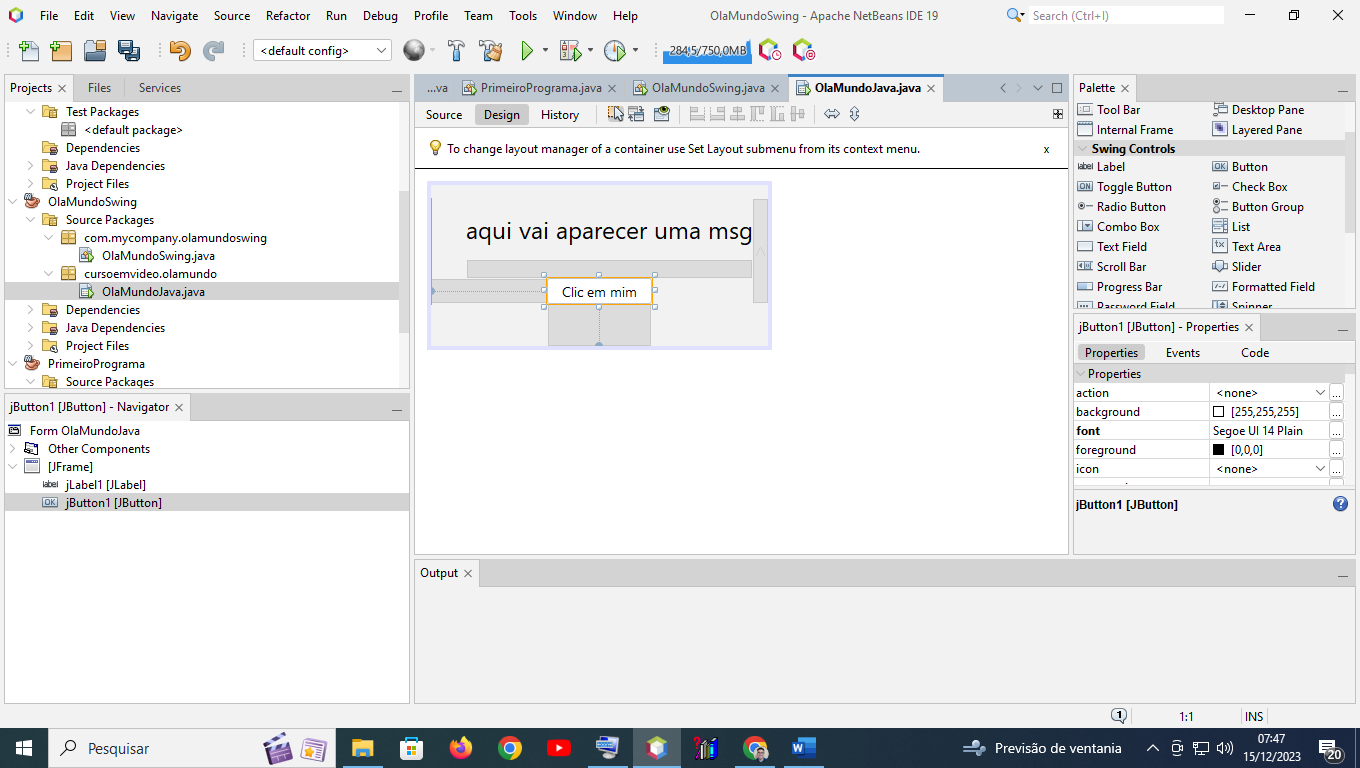 File Edit View Navigate Source Refactor Run Debug Profile Team Tools Window Help
OlaMundoSwing - Apache NetBeans IDE 19
Search (Ctrl+I)
<default config>
284,5/750,0MB
Projects Files Services
Test Packages
<default package>
Dependencies
Java Dependencies
Project Files
OlaMundoSwing
Source Packages
com.mycompany.olamundoswing
OlaMundoSwing.java
cursoemvideo.olamundo
OlaMundoJava.java
Dependencies
Java Dependencies
Project Files
PrimeiroPrograma
Source Packages
jButton1 [JButton] - Navigator
Form OlaMundoJava
Other Components
[JFrame]
jLabel1 [JLabel]
jButton1 [JButton]
...va PrimeiroPrograma.java OlaMundoSwing.java OlaMundoJava.java
Source Design History
To change layout manager of a container use Set Layout submenu from its context menu. x
aqui vai aparecer uma msg
Clic em mim
Output
Palette
Tool Bar Desktop Pane
Internal Frame Layered Pane
Swing Controls
label Label OK Button
ON Toggle Button Check Box
Radio Button Button Group
Combo Box List
Text Field Text Area
Scroll Bar Slider
Progress Bar Formatted Field
Password Field Spinner
jButton1 [JButton] - Properties
Properties Events Code
Properties
action <none> ...
background [255,255,255] ...
font Segoe UI 14 Plain ...
foreground [0,0,0] ...
icon <none> ...
jButton1 [JButton]
1 1:1 INS
Pesquisar
Previsão de ventania
07:47
15/12/2023
20